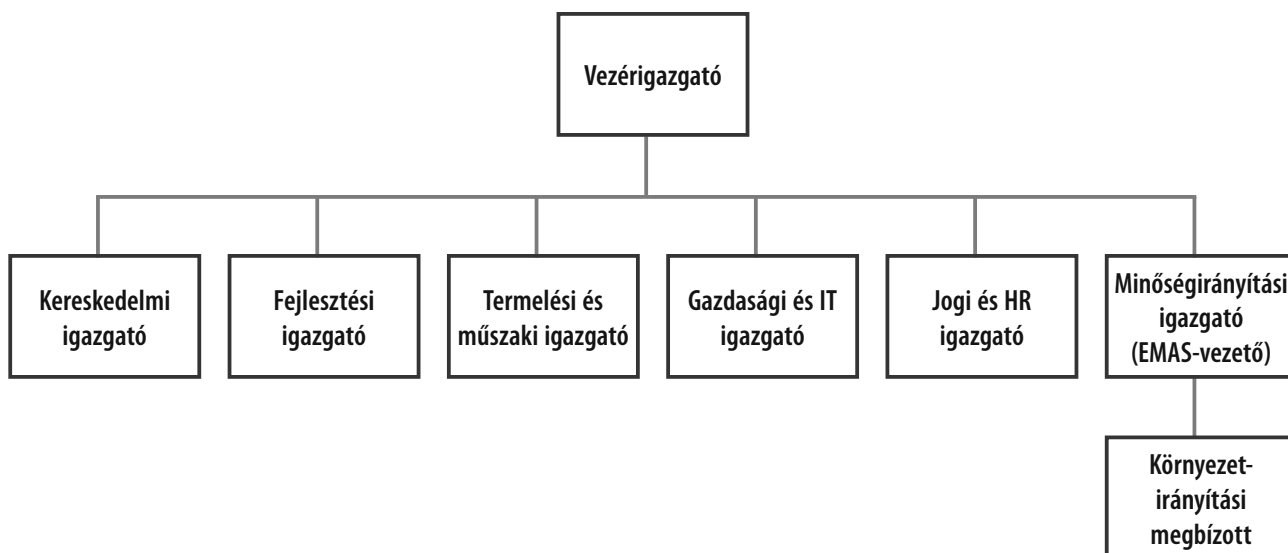 Vezérigazgató
Kereskedelmi
igazgató
Fejlesztési
igazgató
Termelési és
műszaki igazgató
Gazdasági és IT
igazgató
Jogi és HR
igazgató
Minőségirányítási
igazgató
(EMAS-vezető)
Környezet-
irányítási
megbízott